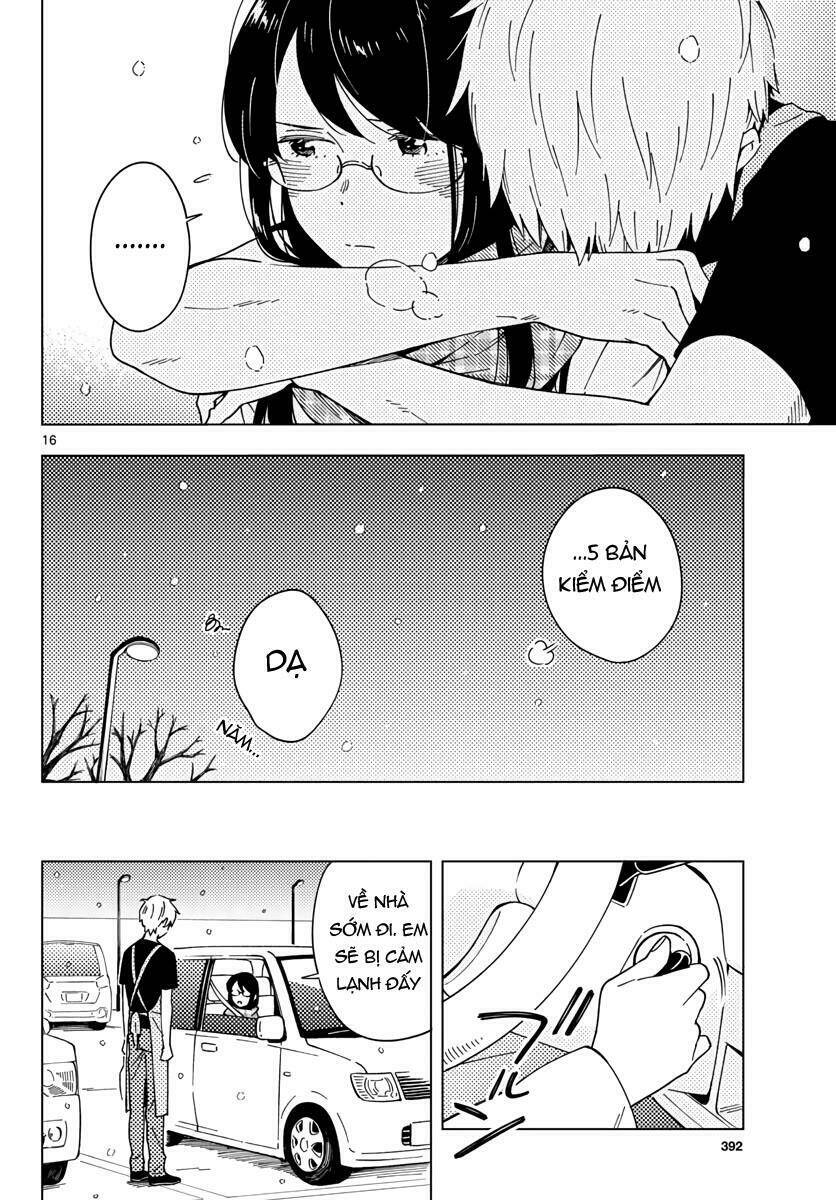 .......
16
...5 BẢN
KIỂM ĐIỂM
DẠ
NĂM...
VỀ NHÀ
SỚM ĐI. EM
SẼ BỊ CẢM
LẠNH ĐẤY
392